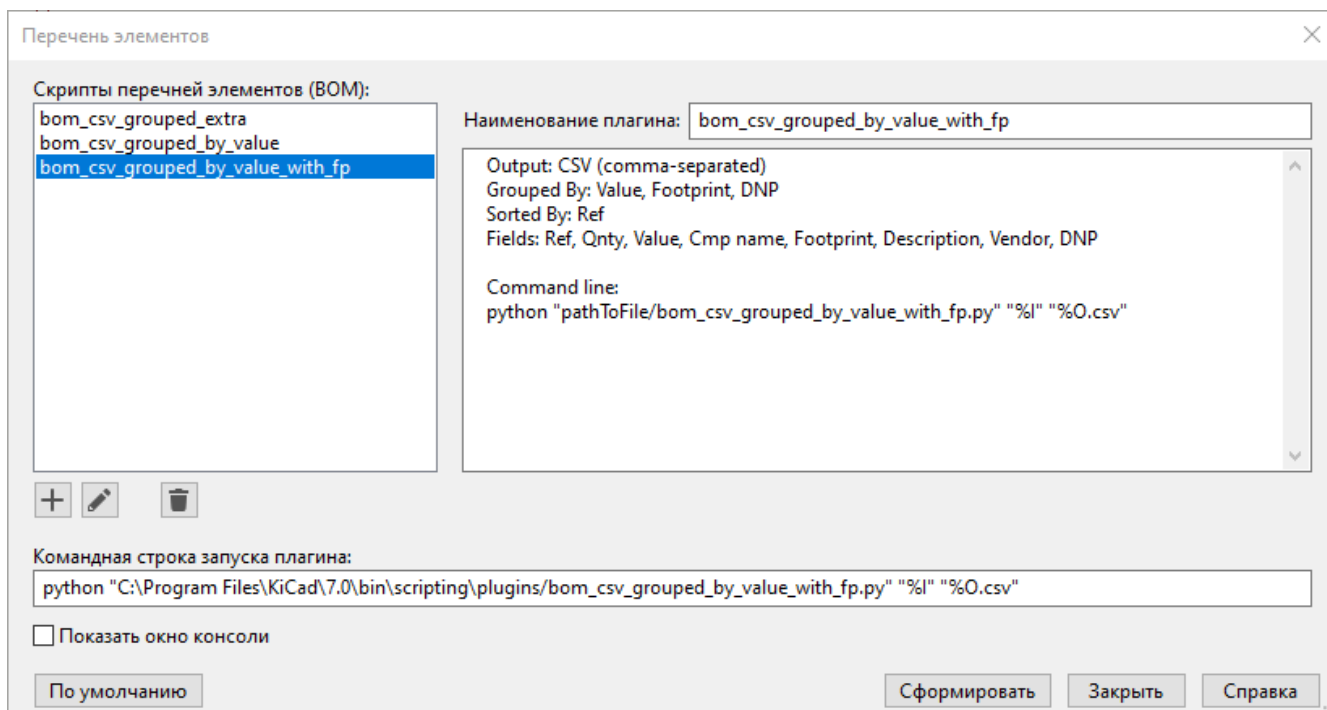 Перечень элементов
Скрипты перечней элементов (BOM):
bom_csv_grouped_extra
bom_csv_grouped_by_value
bom_csv_grouped_by_value_with_fp
Наименование плагина: bom_csv_grouped_by_value_with_fp
Output: CSV (comma-separated)
Grouped By: Value, Footprint, DNP
Sorted By: Ref
Fields: Ref, Qnty, Value, Cmp name, Footprint, Description, Vendor, DNP
Command line:
python "pathToFile/bom_csv_grouped_by_value_with_fp.py" "%I" "%O.csv"
Командная строка запуска плагина:
python "C:\Program Files\KiCad\7.0\bin\scripting\plugins/bom_csv_grouped_by_value_with_fp.py" "%I" "%O.csv"
Показать окно консоли
По умолчанию Сформировать Закрыть Справка